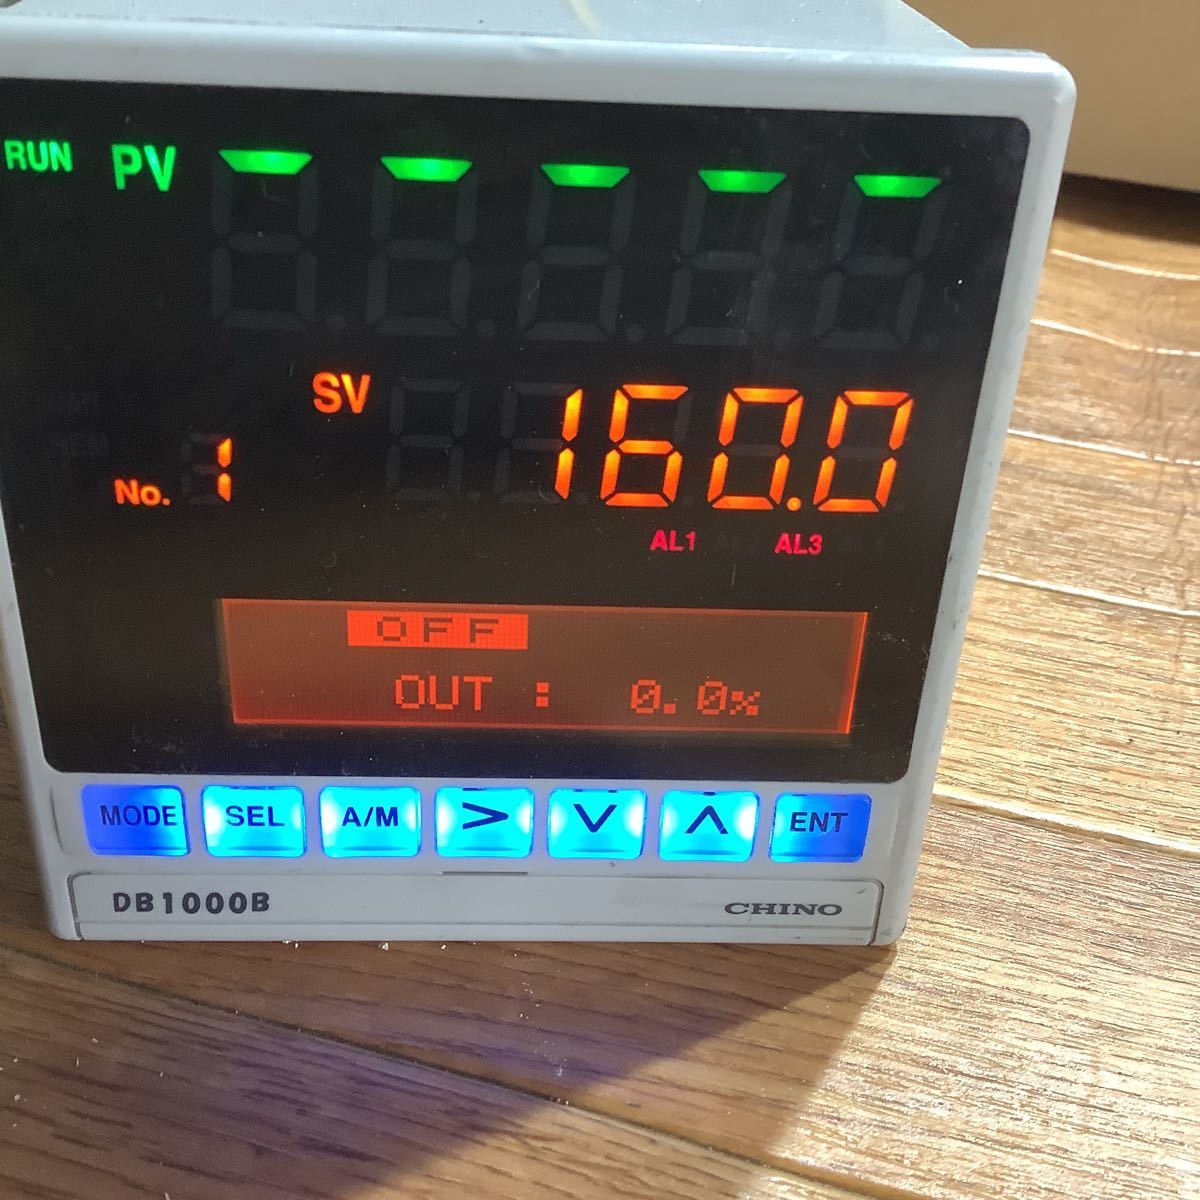 RUN PV
SV 160.0
No. 1
AL1 AL3
OFF
OUT : 0.0%
MODE SEL A/M > ∨ ∧ ENT
DB1000B CHINO